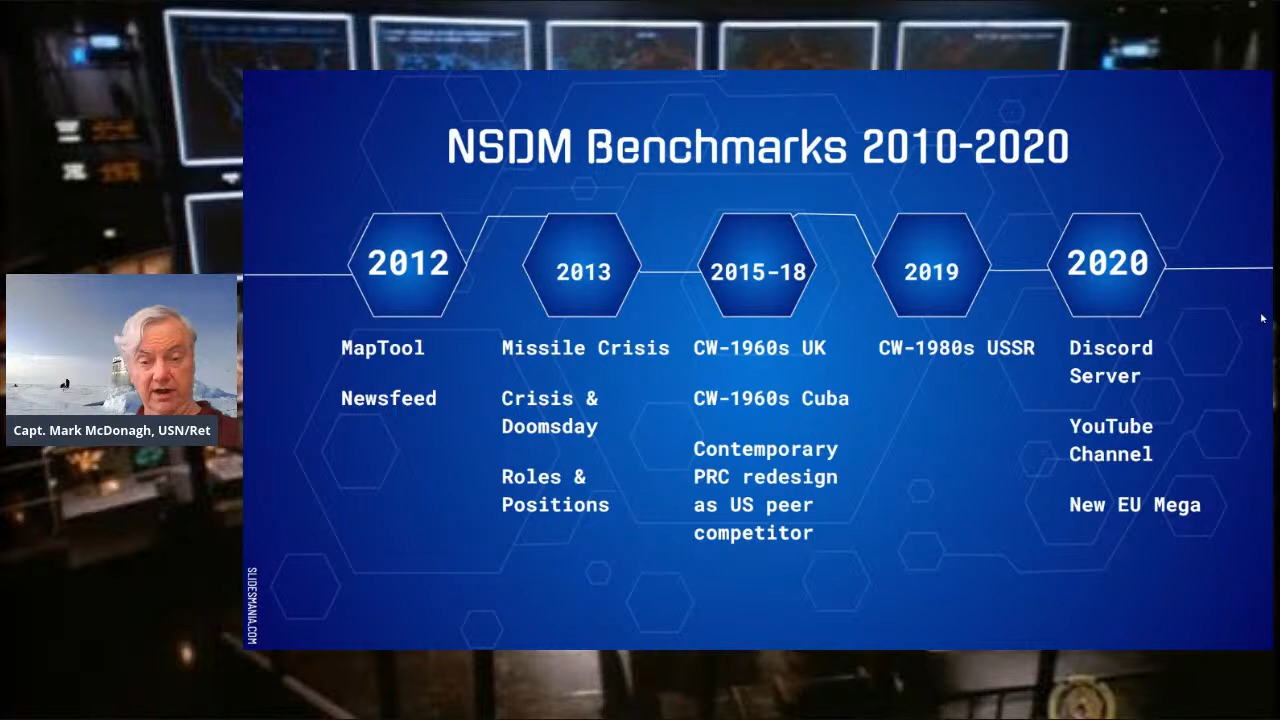 NSDM Benchmarks 2010-2020
2012
2013
2015-18
2019
2020
MapTool
Newsfeed
Missile Crisis
Crisis &
Doomsday
Roles &
Positions
CW-1960s UK
CW-1960s Cuba
Contemporary
PRC redesign
as US peer
competitor
CW-1980s USSR
Discord
Server
YouTube
Channel
New EU Mega
Capt. Mark McDonagh, USN/Ret
SLIDESMANIA.COM